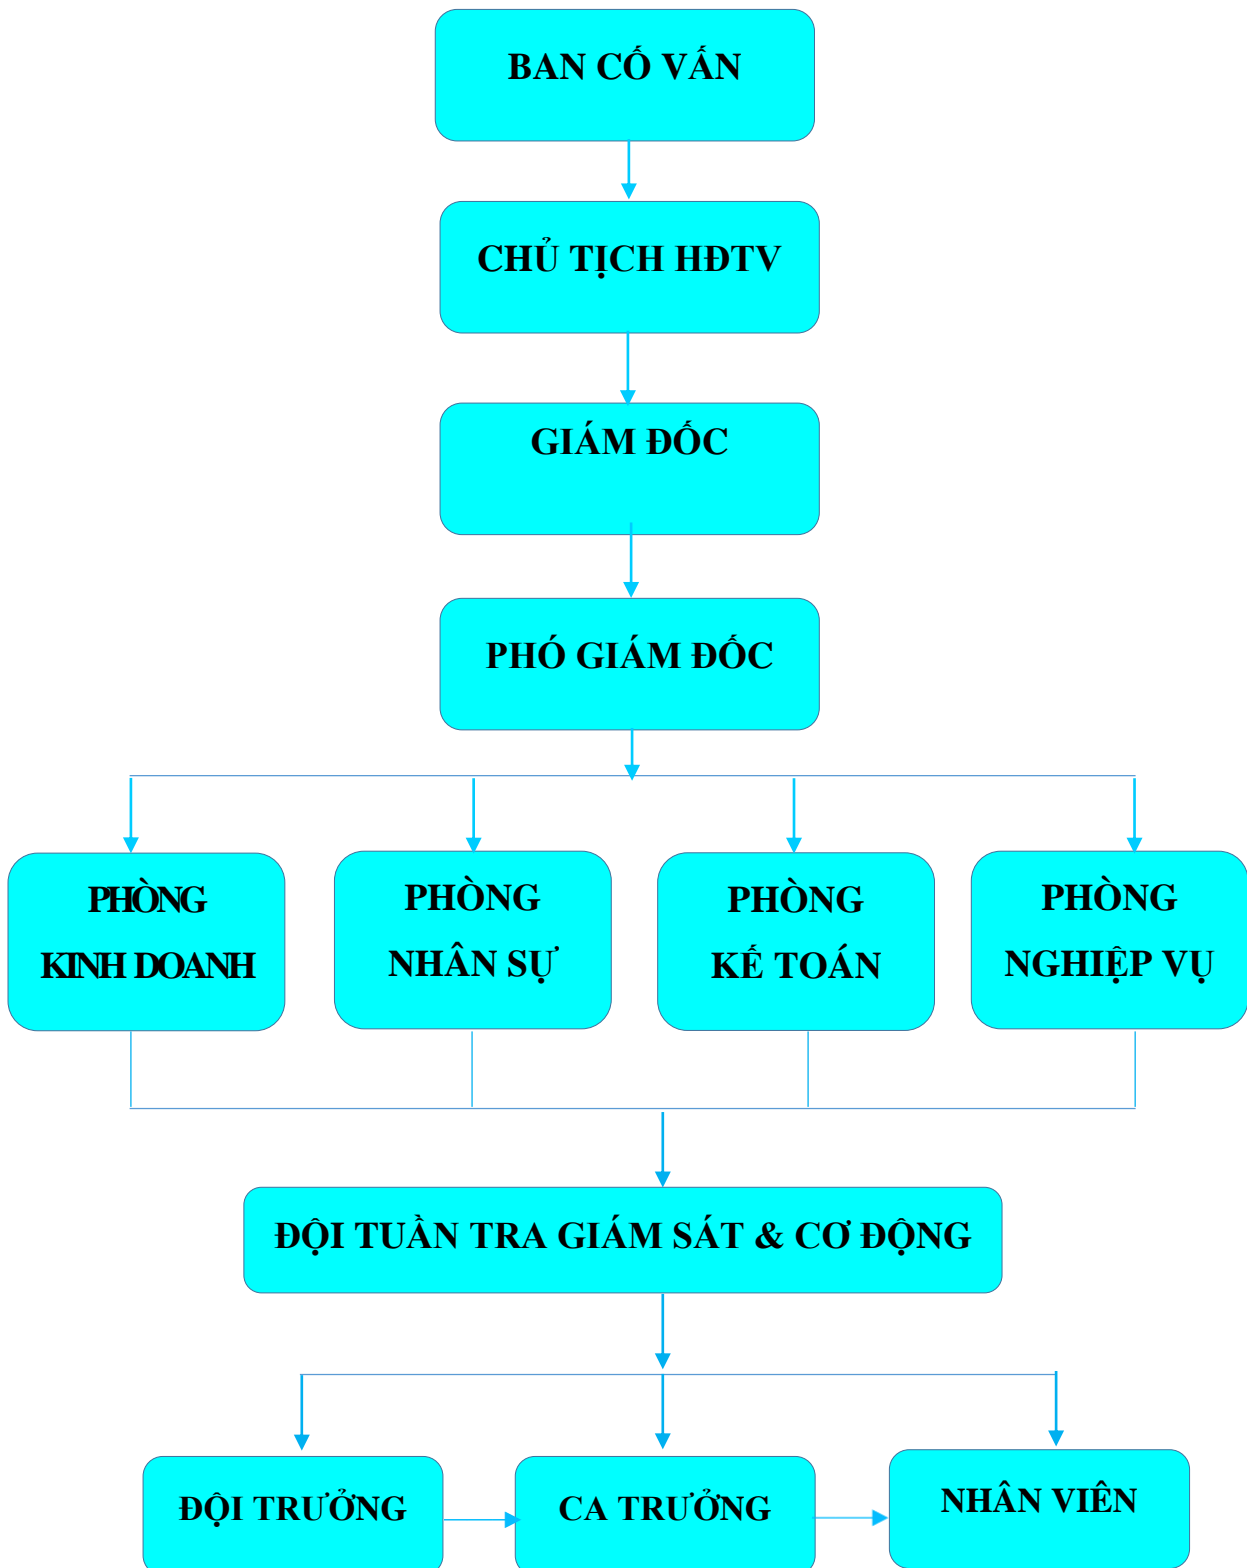 BAN CỐ VẤN
CHỦ TỊCH HĐTV
GIÁM ĐỐC
PHÓ GIÁM ĐỐC
PHÒNG
KINH DOANH
PHÒNG
NHÂN SỰ
PHÒNG
KẾ TOÁN
PHÒNG
NGHIỆP VỤ
ĐỘI TUẦN TRA GIÁM SÁT & CƠ ĐỘNG
ĐỘI TRƯỞNG
CA TRƯỞNG
NHÂN VIÊN